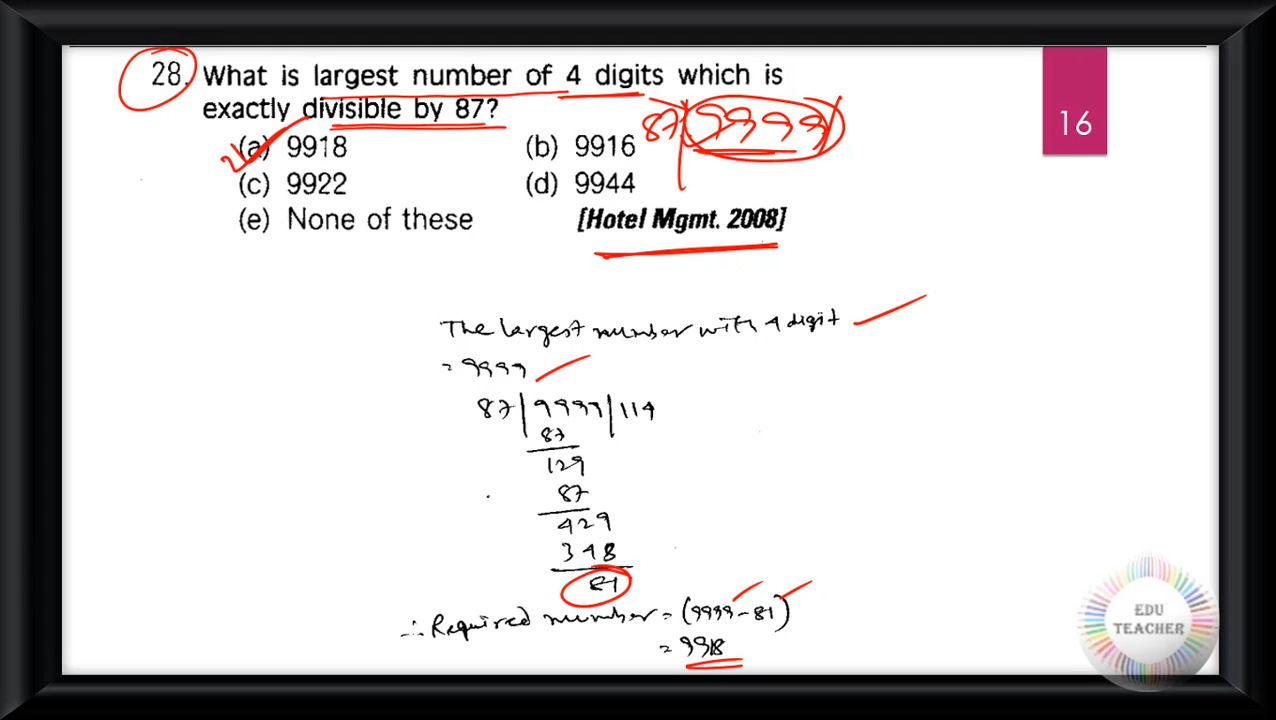 28. What is largest number of 4 digits which is
exactly divisible by 87?
(a) 9918 (b) 9916
(c) 9922 (d) 9944
(e) None of these [Hotel Mgmt. 2008]
87 9999
16
The largest number with 4 digit
= 9999
87 | 9999 | 114
87
129
87
429
348
81
∴ Required number = (9999 - 81)
= 9918
EDU
TEACHER